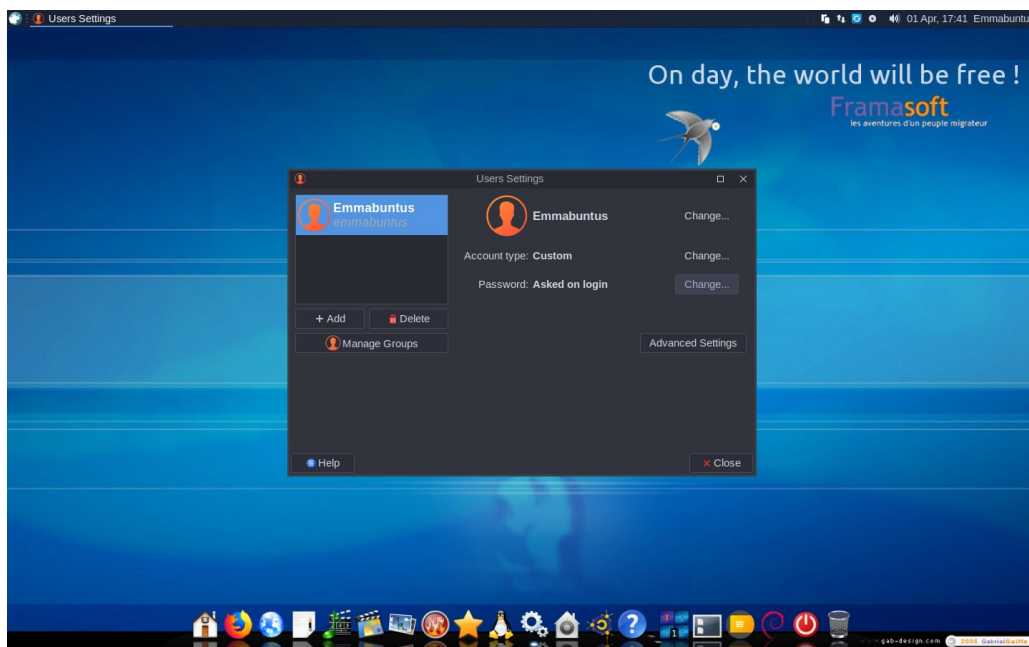 Users Settings
01 Apr, 17:41 Emmabuntu
On day, the world will be free !
Framasoft
les aventures d'un peuple migrateur
Users Settings
Emmabuntus
emmabuntus
Emmabuntus
Change...
Account type: Custom
Change...
Password: Asked on login
Change...
+ Add
Delete
Manage Groups
Advanced Settings
Help
Close
1
gab-design.com
2006 GabrielGaitte